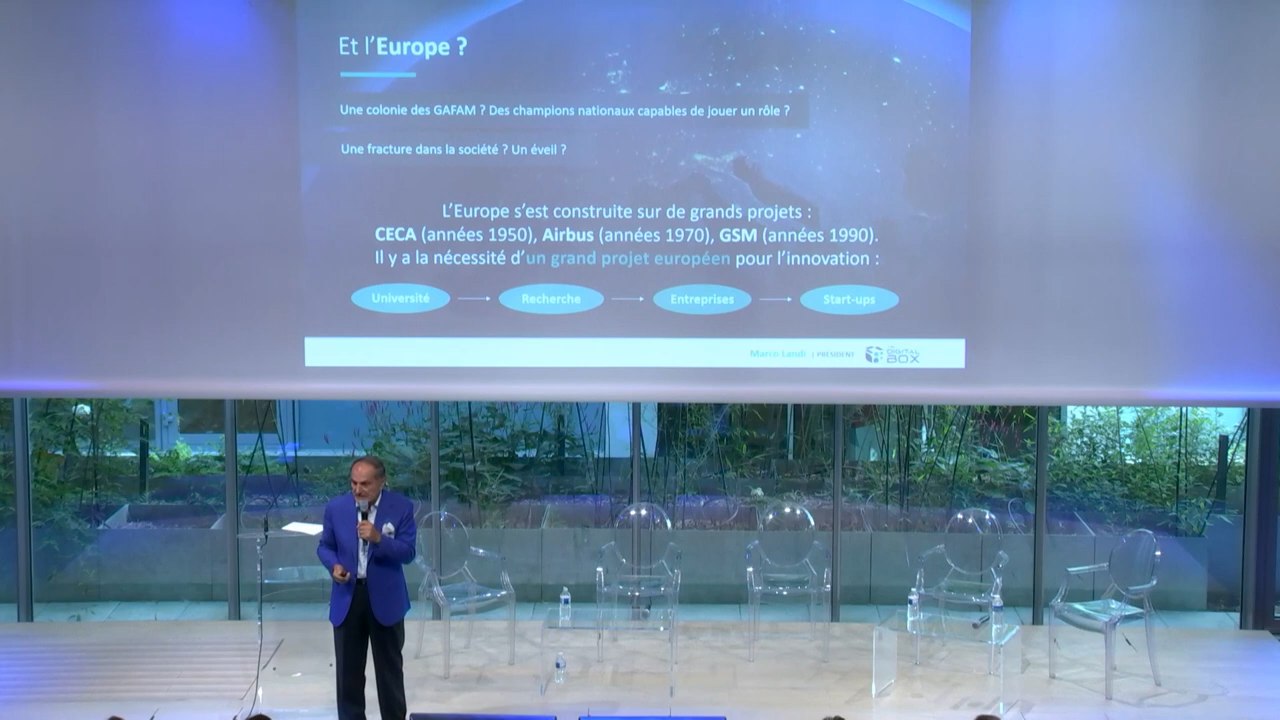 Et l'Europe ?
Une colonie des GAFAM ? Des champions nationaux capables de jouer un rôle ?
Une fracture dans la société ? Un éveil ?
L'Europe s'est construite sur de grands projets :
CECA (années 1950), Airbus (années 1970), GSM (années 1990).
Il y a la nécessité d'un grand projet européen pour l'innovation :
Université Recherche Entreprises Start-ups
Marco Landi | PRÉSIDENT
DIGITAL
BOX